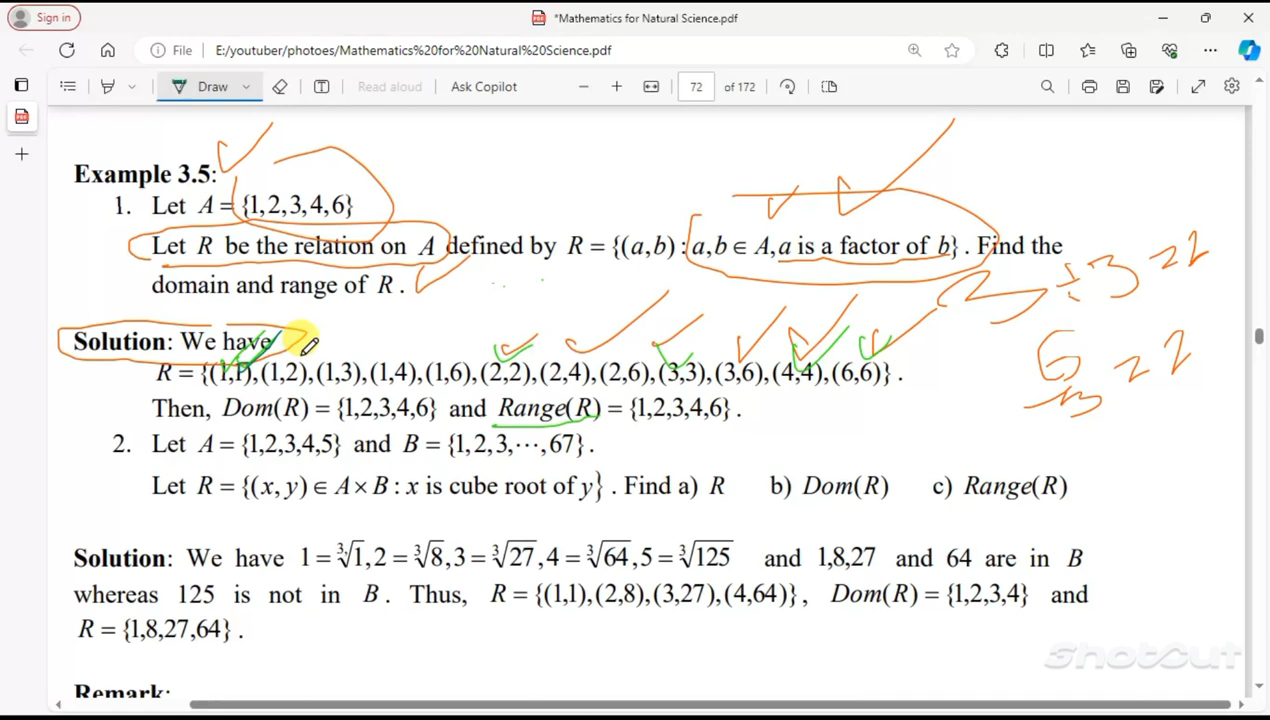 Sign in
*Mathematics for Natural Science.pdf
File
E:/youtuber/photoes/Mathematics%20for%20Natural%20Science.pdf
Draw
Read aloud
Ask Copilot
72 of 172
Example 3.5:
1. Let A = {1,2,3,4,6}
Let R be the relation on A defined by R = {(a,b) : a,b ∈ A, a is a factor of b} . Find the
domain and range of R .
÷3=2
6/3=2
Solution: We have
R = {(1,1),(1,2),(1,3),(1,4),(1,6),(2,2),(2,4),(2,6),(3,3),(3,6),(4,4),(6,6)} .
Then, Dom(R) = {1,2,3,4,6} and Range(R) = {1,2,3,4,6} .
2. Let A = {1,2,3,4,5} and B = {1,2,3,⋯,67} .
Let R = {(x, y) ∈ A × B : x is cube root of y} . Find a) R b) Dom(R) c) Range(R)
Solution: We have 1 = ∛1, 2 = ∛8, 3 = ∛27, 4 = ∛64, 5 = ∛125 and 1,8,27 and 64 are in B
whereas 125 is not in B . Thus, R = {(1,1),(2,8),(3,27),(4,64)} , Dom(R) = {1,2,3,4} and
R = {1,8,27,64} .
Remark:
shotcut